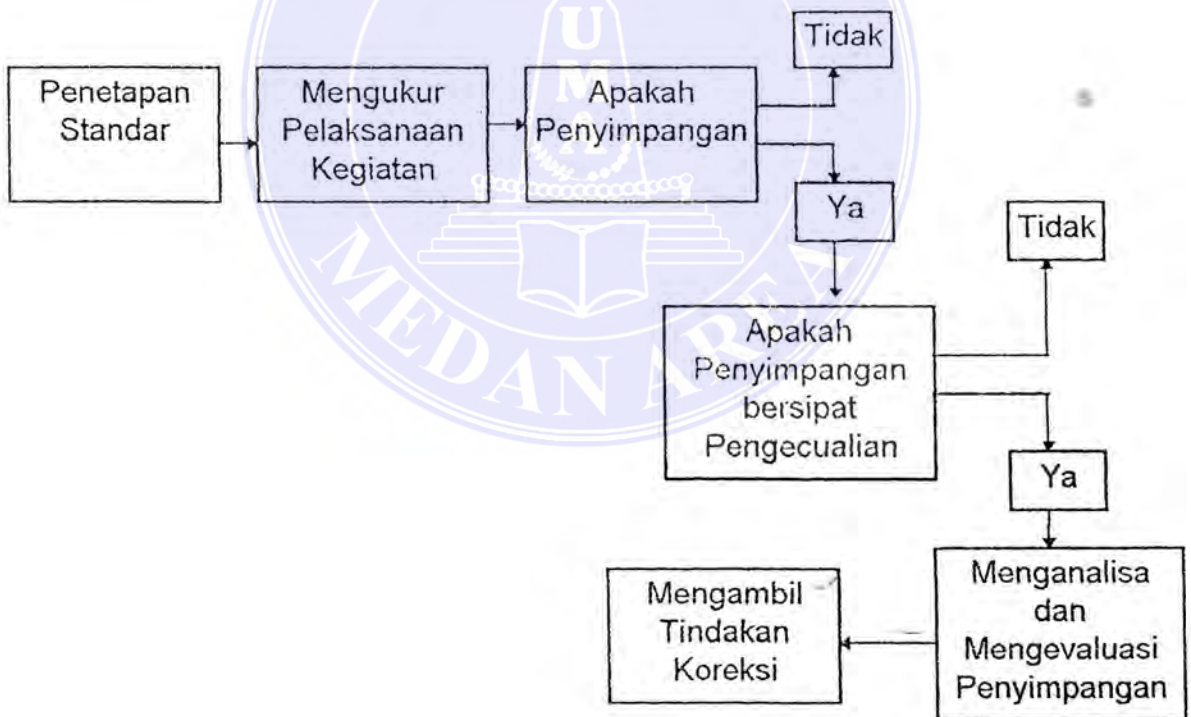 Tidak
Penetapan
Standar
Mengukur
Pelaksanaan
Kegiatan
Apakah
Penyimpangan
Ya
Tidak
Apakah
Penyimpangan
bersipat
Pengecualian
Ya
Menganalisa
dan
Mengevaluasi
Penyimpangan
Mengambil
Tindakan
Koreksi
UMA
MEDAN AREA